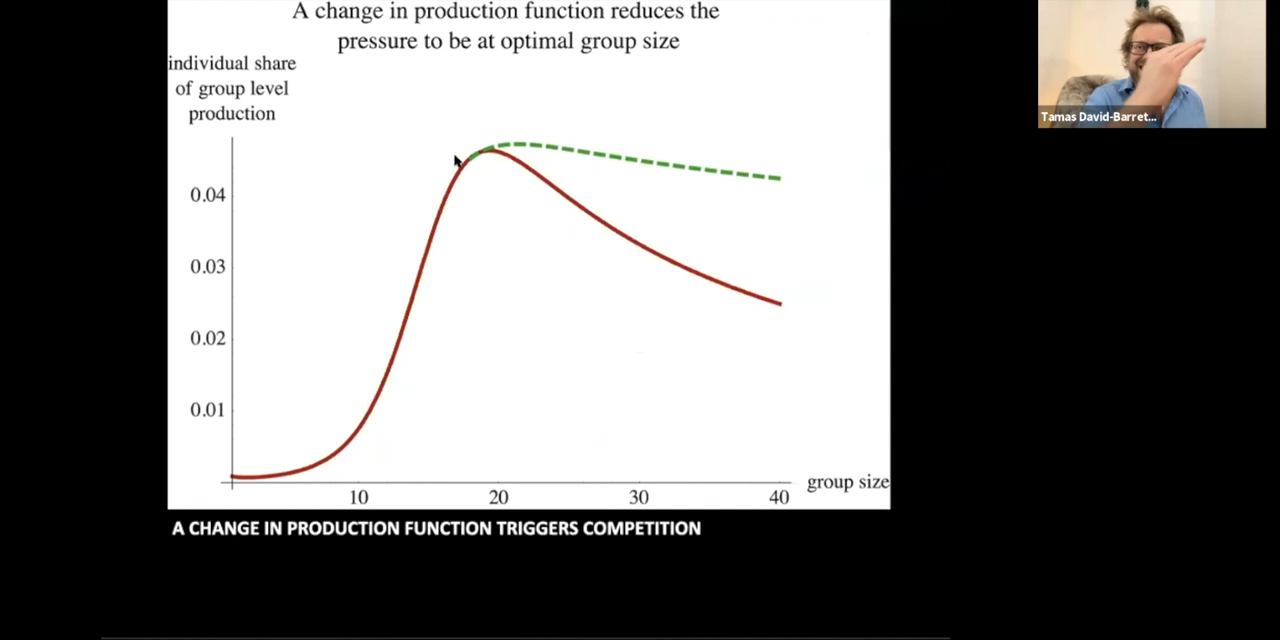 A change in production function reduces the
pressure to be at optimal group size
individual share
of group level
production
0.04
0.03
0.02
0.01
10
20
30
40
group size
A CHANGE IN PRODUCTION FUNCTION TRIGGERS COMPETITION
Tamas David-Barret...